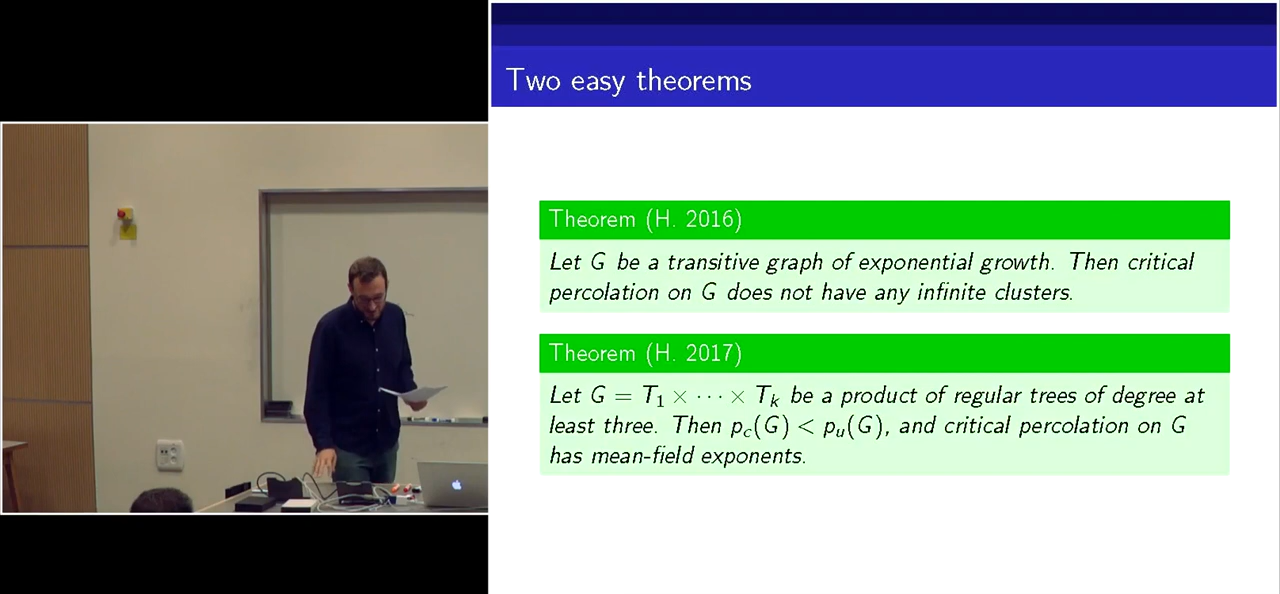 Two easy theorems
Theorem (H. 2016)
Let G be a transitive graph of exponential growth. Then critical
percolation on G does not have any infinite clusters.
Theorem (H. 2017)
Let G = T₁ × ··· × Tₖ be a product of regular trees of degree at
least three. Then p_c(G) < p_u(G), and critical percolation on G
has mean-field exponents.